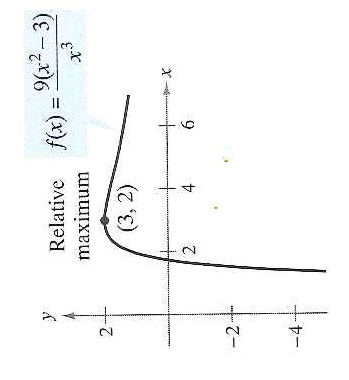 f(x) = 9(x² − 3) / x³
Relative
maximum
(3, 2)
y
x
2
2
4
6
−2
−4